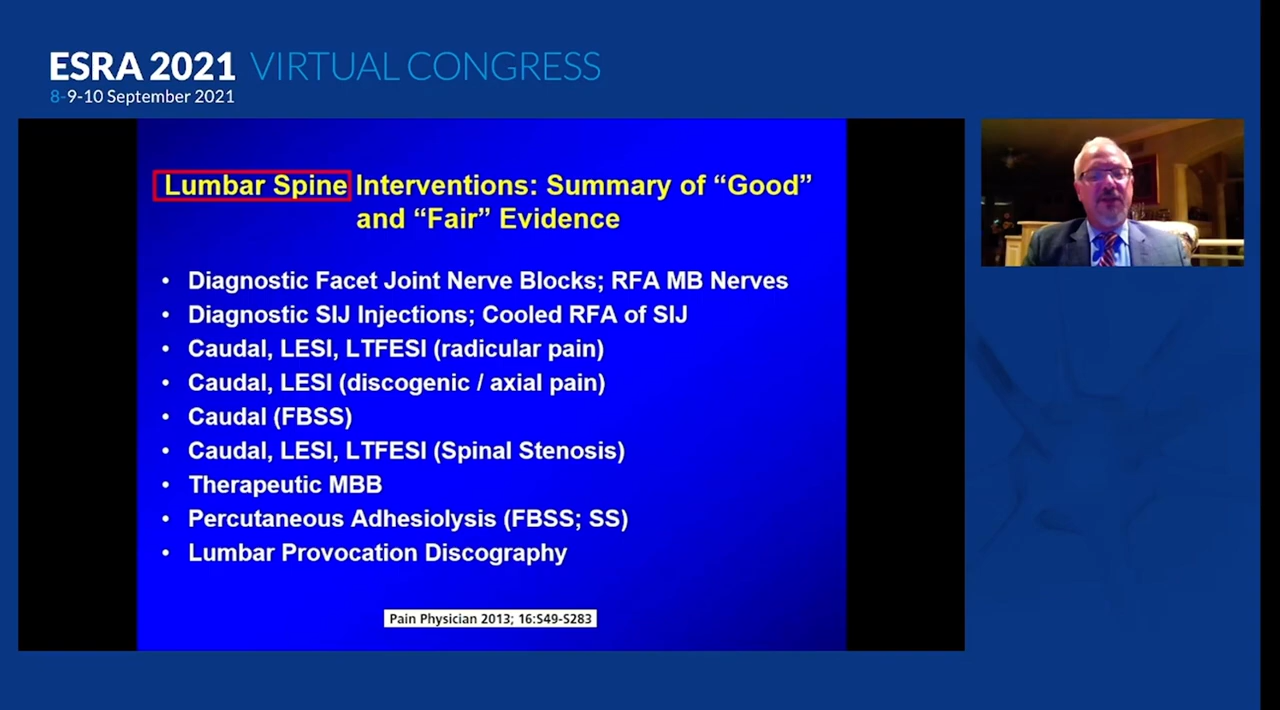 ESRA 2021 VIRTUAL CONGRESS
8-9-10 September 2021
Lumbar Spine Interventions: Summary of “Good”
and “Fair” Evidence
• Diagnostic Facet Joint Nerve Blocks; RFA MB Nerves
• Diagnostic SIJ Injections; Cooled RFA of SIJ
• Caudal, LESI, LTFESI (radicular pain)
• Caudal, LESI (discogenic / axial pain)
• Caudal (FBSS)
• Caudal, LESI, LTFESI (Spinal Stenosis)
• Therapeutic MBB
• Percutaneous Adhesiolysis (FBSS; SS)
• Lumbar Provocation Discography
Pain Physician 2013; 16:S49-S283